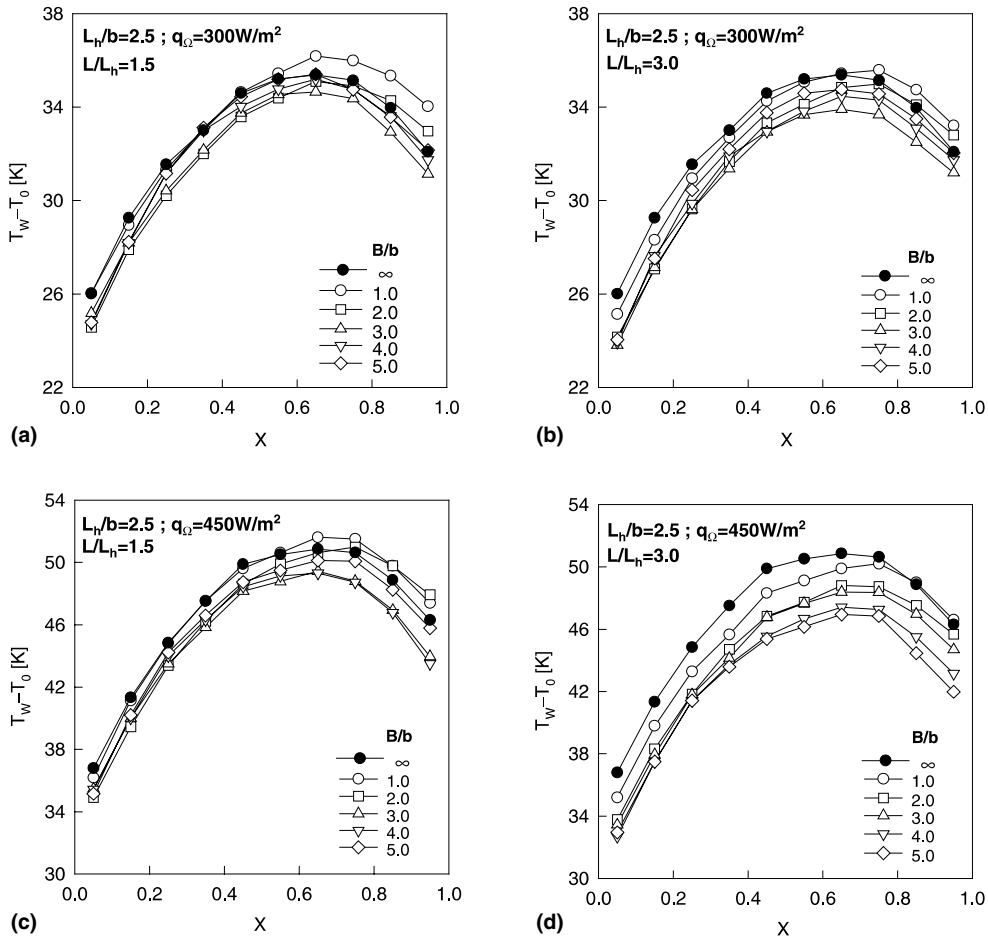 38
34
30
26
22
T_W–T_0 [K]
L_h/b=2.5 ; q_Ω=300W/m²
L/L_h=1.5
B/b
∞
1.0
2.0
3.0
4.0
5.0
0.0 0.2 0.4 0.6 0.8 1.0
X
(a)
38
34
30
26
22
T_W–T_0 [K]
L_h/b=2.5 ; q_Ω=300W/m²
L/L_h=3.0
B/b
∞
1.0
2.0
3.0
4.0
5.0
0.0 0.2 0.4 0.6 0.8 1.0
X
(b)
54
50
46
42
38
34
30
T_W–T_0 [K]
L_h/b=2.5 ; q_Ω=450W/m²
L/L_h=1.5
B/b
∞
1.0
2.0
3.0
4.0
5.0
0.0 0.2 0.4 0.6 0.8 1.0
X
(c)
54
50
46
42
38
34
30
T_W–T_0 [K]
L_h/b=2.5 ; q_Ω=450W/m²
L/L_h=3.0
B/b
∞
1.0
2.0
3.0
4.0
5.0
0.0 0.2 0.4 0.6 0.8 1.0
X
(d)